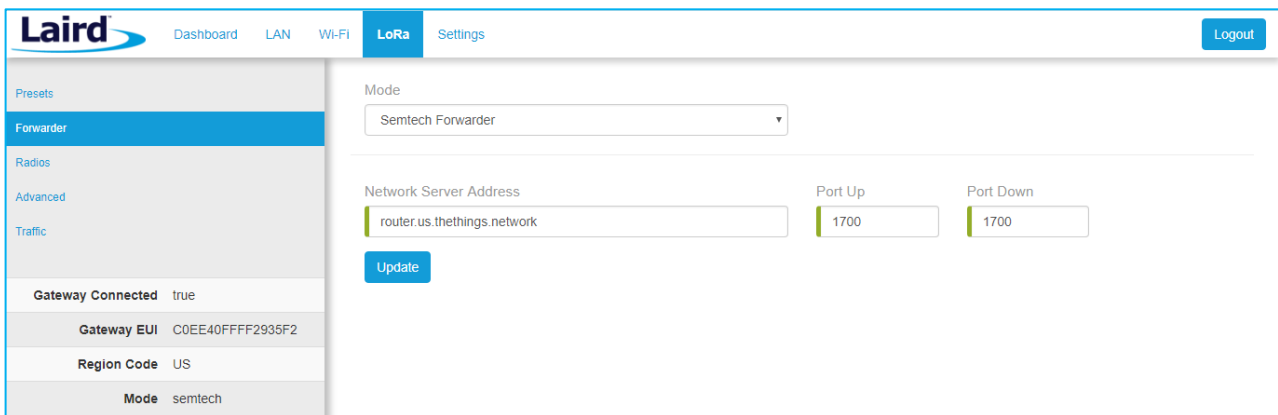 Laird
Dashboard LAN Wi-Fi LoRa Settings Logout
Presets
Forwarder
Radios
Advanced
Traffic
Gateway Connected true
Gateway EUI C0EE40FFFF2935F2
Region Code US
Mode semtech
Mode
Semtech Forwarder
Network Server Address Port Up Port Down
router.us.thethings.network 1700 1700
Update